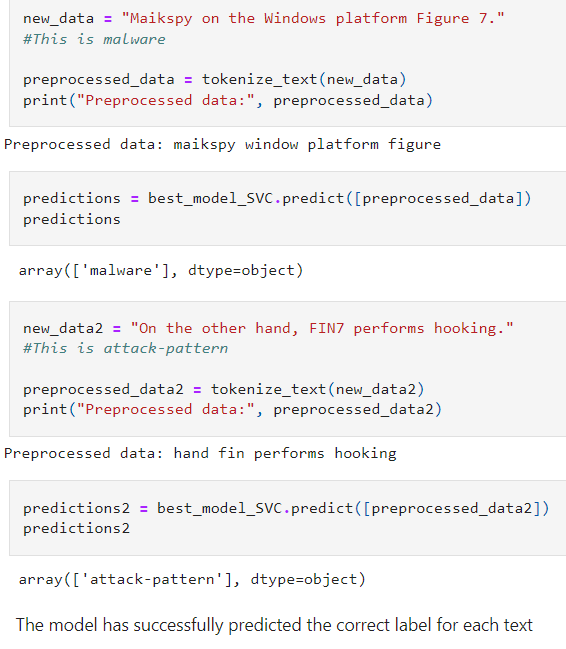 new_data = "Maikspy on the Windows platform Figure 7."
#This is malware
preprocessed_data = tokenize_text(new_data)
print("Preprocessed data:", preprocessed_data)
Preprocessed data: maikspy window platform figure
predictions = best_model_SVC.predict([preprocessed_data])
predictions
array(['malware'], dtype=object)
new_data2 = "On the other hand, FIN7 performs hooking."
#This is attack-pattern
preprocessed_data2 = tokenize_text(new_data2)
print("Preprocessed data:", preprocessed_data2)
Preprocessed data: hand fin performs hooking
predictions2 = best_model_SVC.predict([preprocessed_data2])
predictions2
array(['attack-pattern'], dtype=object)
The model has successfully predicted the correct label for each text